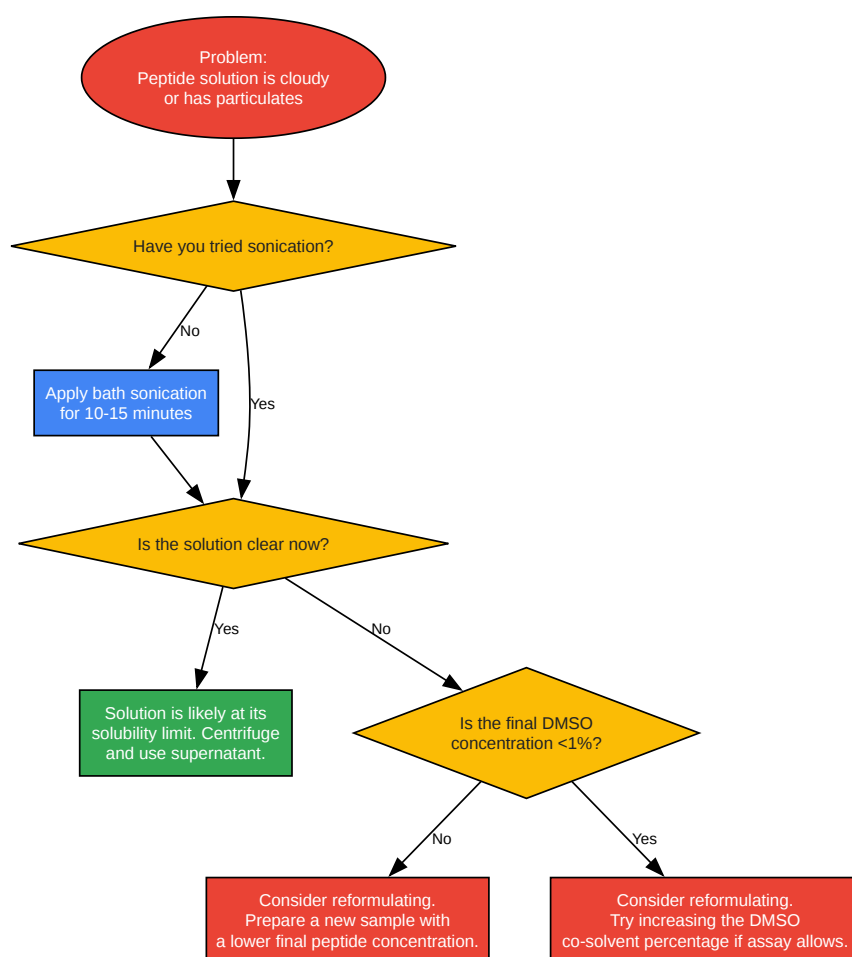 Problem:
Peptide solution is cloudy
or has particulates
Have you tried sonication?
No
Yes
Apply bath sonication
for 10-15 minutes
Is the solution clear now?
Yes
No
Solution is likely at its
solubility limit. Centrifuge
and use supernatant.
Is the final DMSO
concentration <1%?
No
Yes
Consider reformulating.
Prepare a new sample with
a lower final peptide concentration.
Consider reformulating.
Try increasing the DMSO
co-solvent percentage if assay allows.